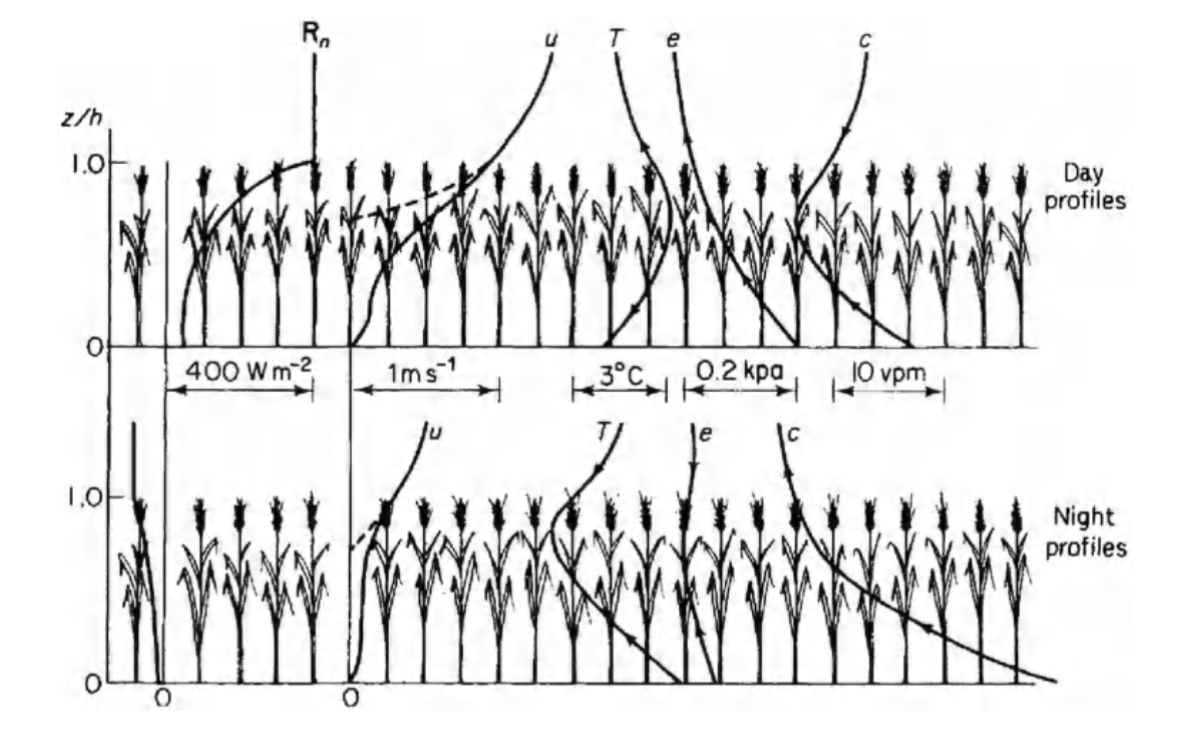 Rₙ u T e c
z/h
1.0
Day
profiles
0
400 W m⁻² 1 m s⁻¹ 3°C 0.2 kpa 10 vpm
u T e c
1.0
Night
profiles
0
0 0